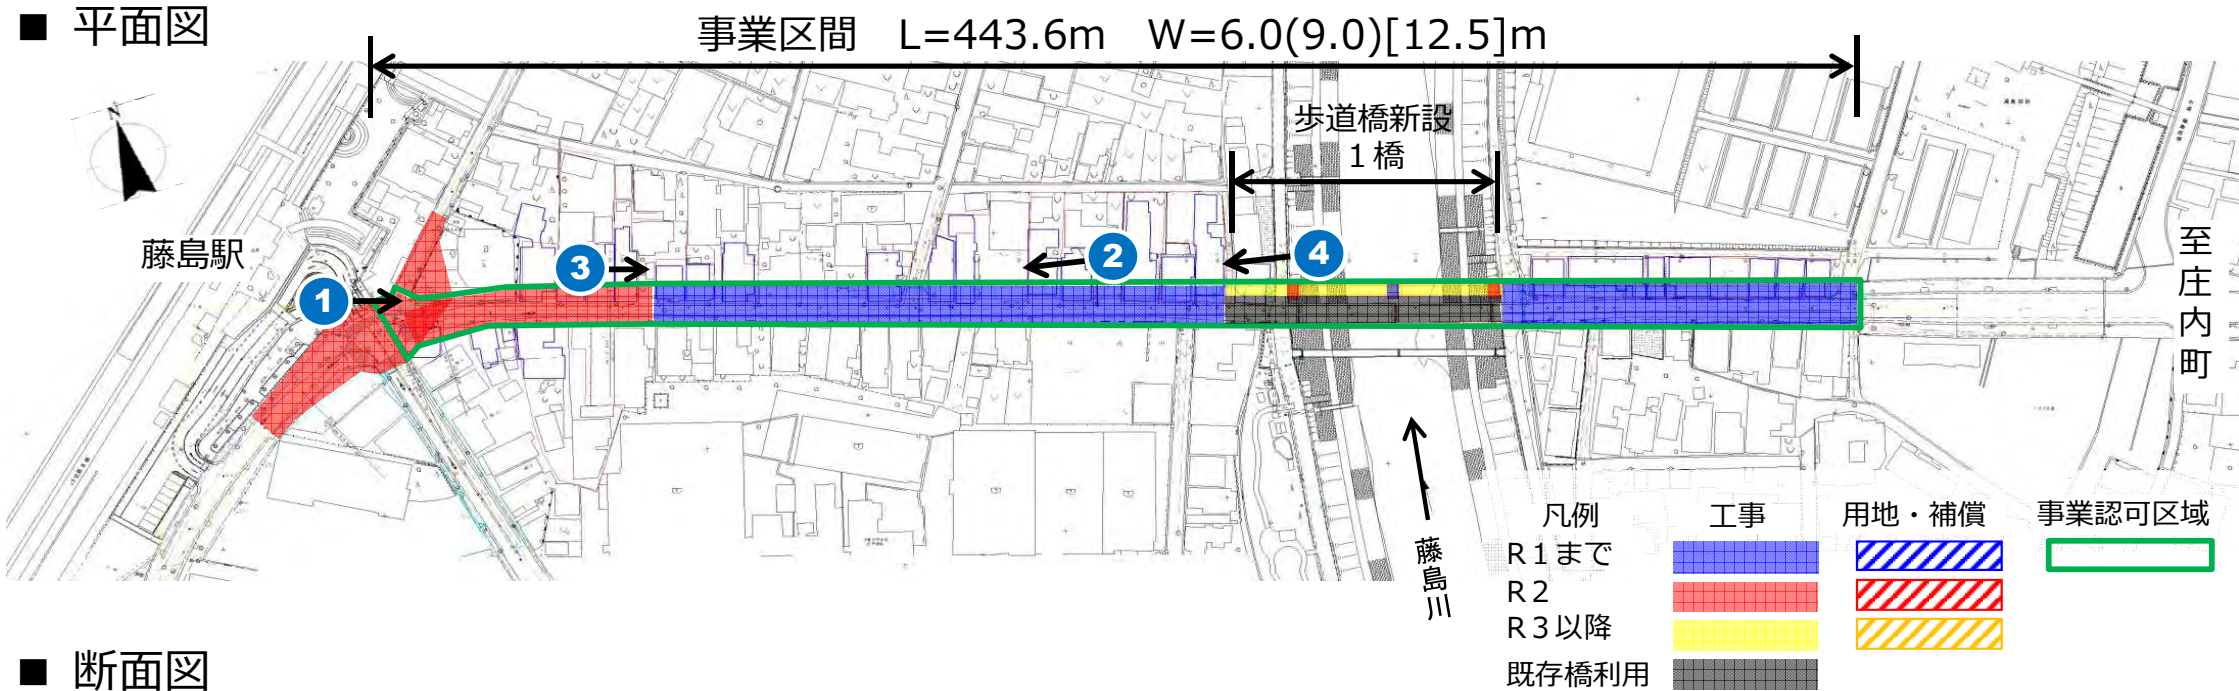 ■ 平面図
事業区間　L=443.6m　W=6.0(9.0)[12.5]m
歩道橋新設
１橋
N
藤島駅
1
3
2
4
至庄内町
藤島川
凡例　工事　用地・補償　事業認可区域
Ｒ１まで
Ｒ２
Ｒ３以降
既存橋利用
■ 断面図